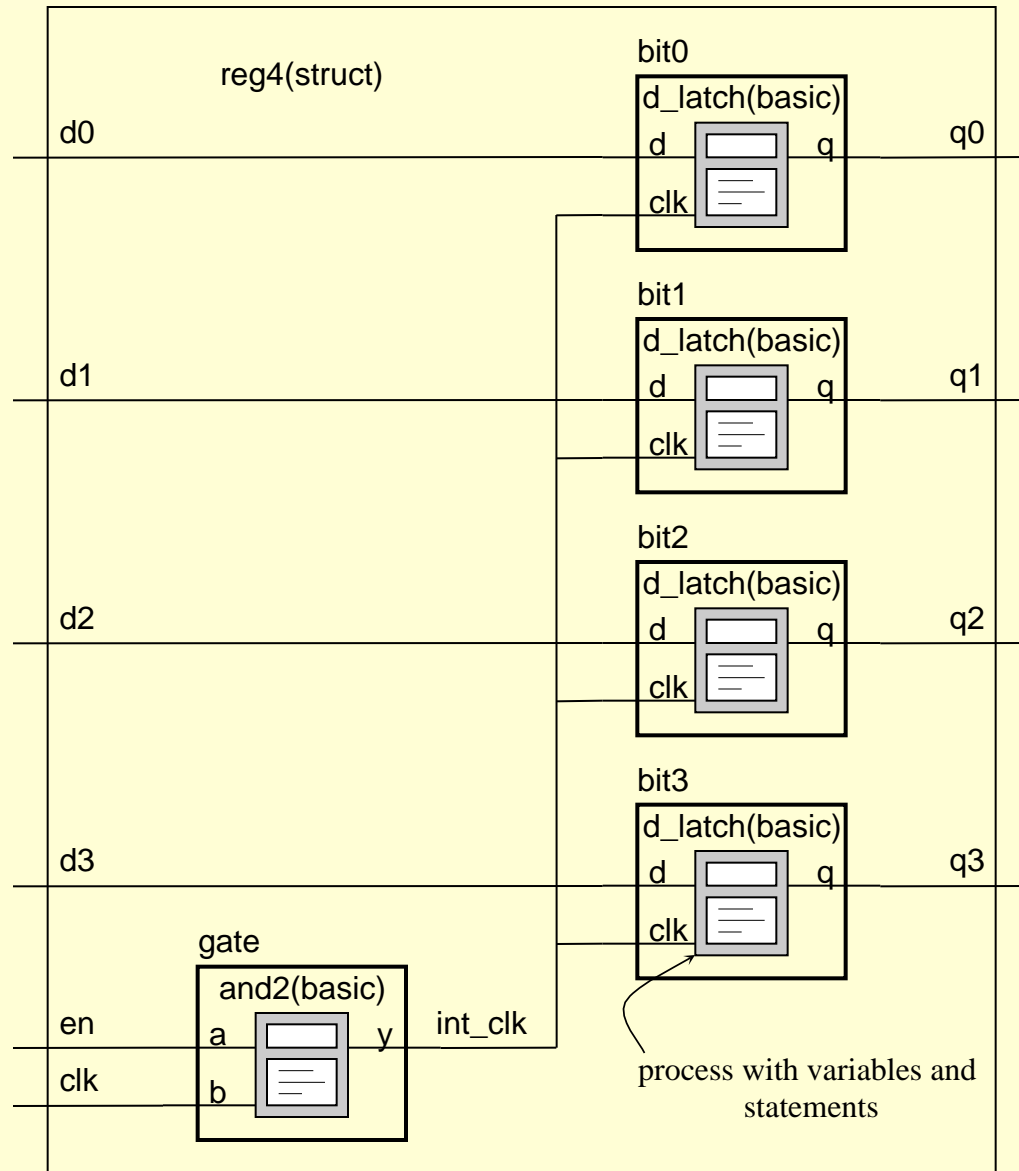 reg4(struct)
bit0
d_latch(basic)
d0
d
q
q0
clk
bit1
d_latch(basic)
d1
d
q
q1
clk
bit2
d_latch(basic)
d2
d
q
q2
clk
bit3
d_latch(basic)
d3
d
q
q3
clk
gate
and2(basic)
en
a
y
int_clk
clk
b
process with variables and
statements